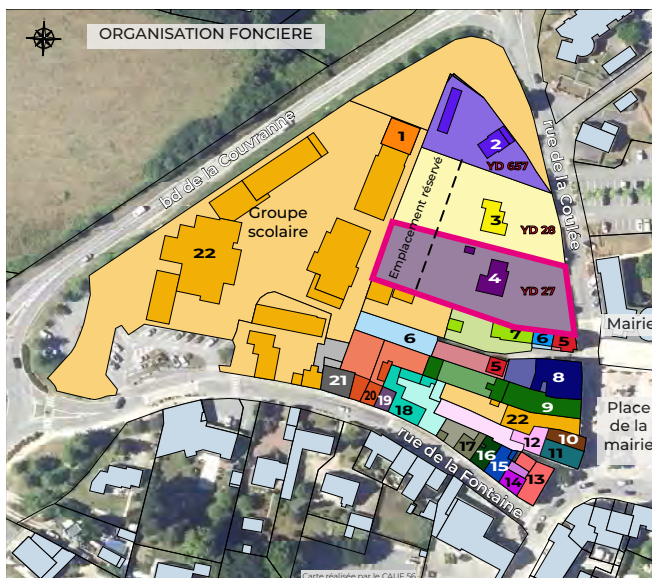 ORGANISATION FONCIERE
bd de la Couvranne
rue de la Coulée
1
2
YD 657
Emplacement réservé
3
YD 28
Groupe
scolaire
22
4
YD 27
Mairie
6
7
6
5
5
8
21
20
19
18
9
22
Place
de la
mairie
17
16
15
14
13
12
10
11
rue de la Fontaine
Carte réalisée par le CAUE 56